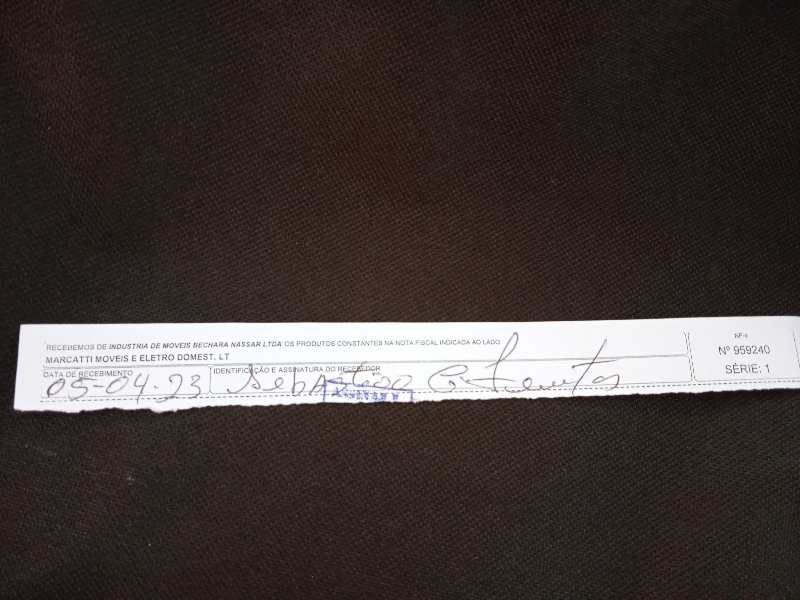 RECEBEMOS DE INDUSTRIA DE MOVEIS BECHARA NASSAR LTDA OS PRODUTOS CONSTANTES NA NOTA FISCAL INDICADA AO LADO
MARCATTI MOVEIS E ELETRO DOMEST. LT
DATA DE RECEBIMENTO
05-04-23
IDENTIFICAÇÃO E ASSINATURA DO RECEBEDOR
Sebastião G.
NF-e
Nº 959240
SÉRIE: 1